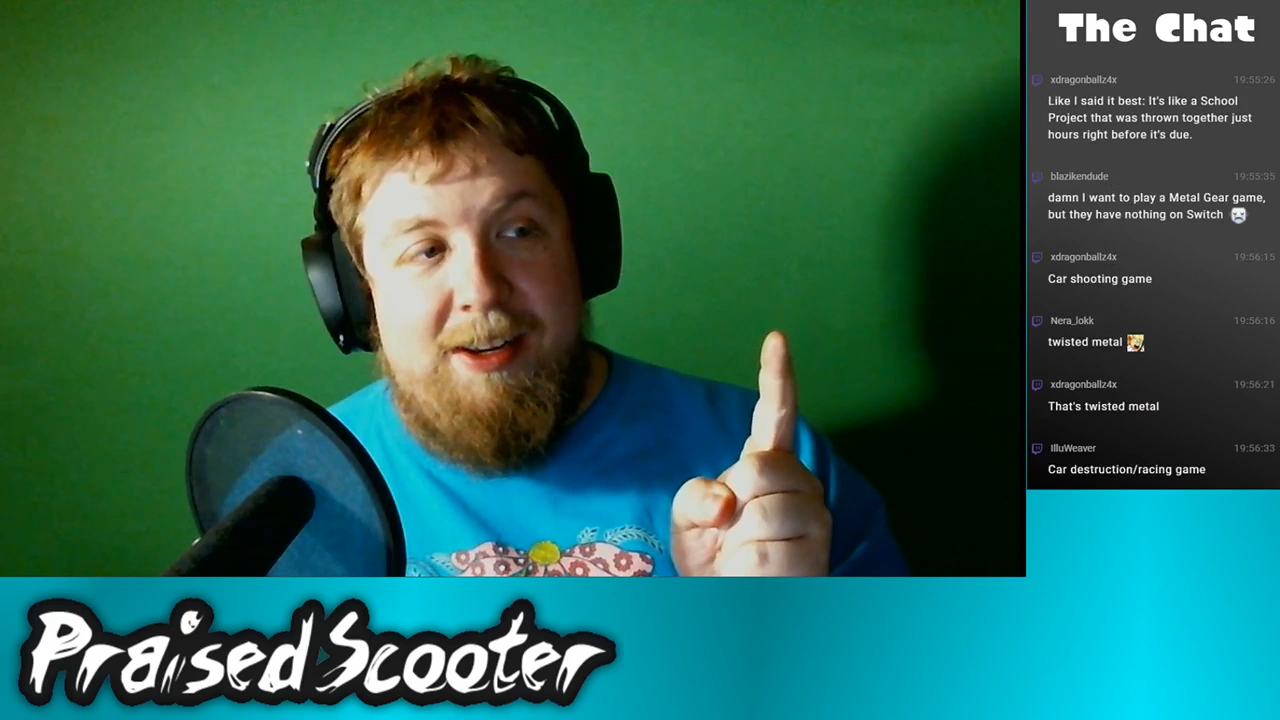 The Chat
xdragonballz4x 19:55:26
Like I said it best: It's like a School
Project that was thrown together just
hours right before it's due.
blazikendude 19:55:35
damn I want to play a Metal Gear game,
but they have nothing on Switch
xdragonballz4x 19:56:15
Car shooting game
Nera_lokk 19:56:16
twisted metal
xdragonballz4x 19:56:21
That's twisted metal
IlluWeaver 19:56:33
Car destruction/racing game
PraisedScooter